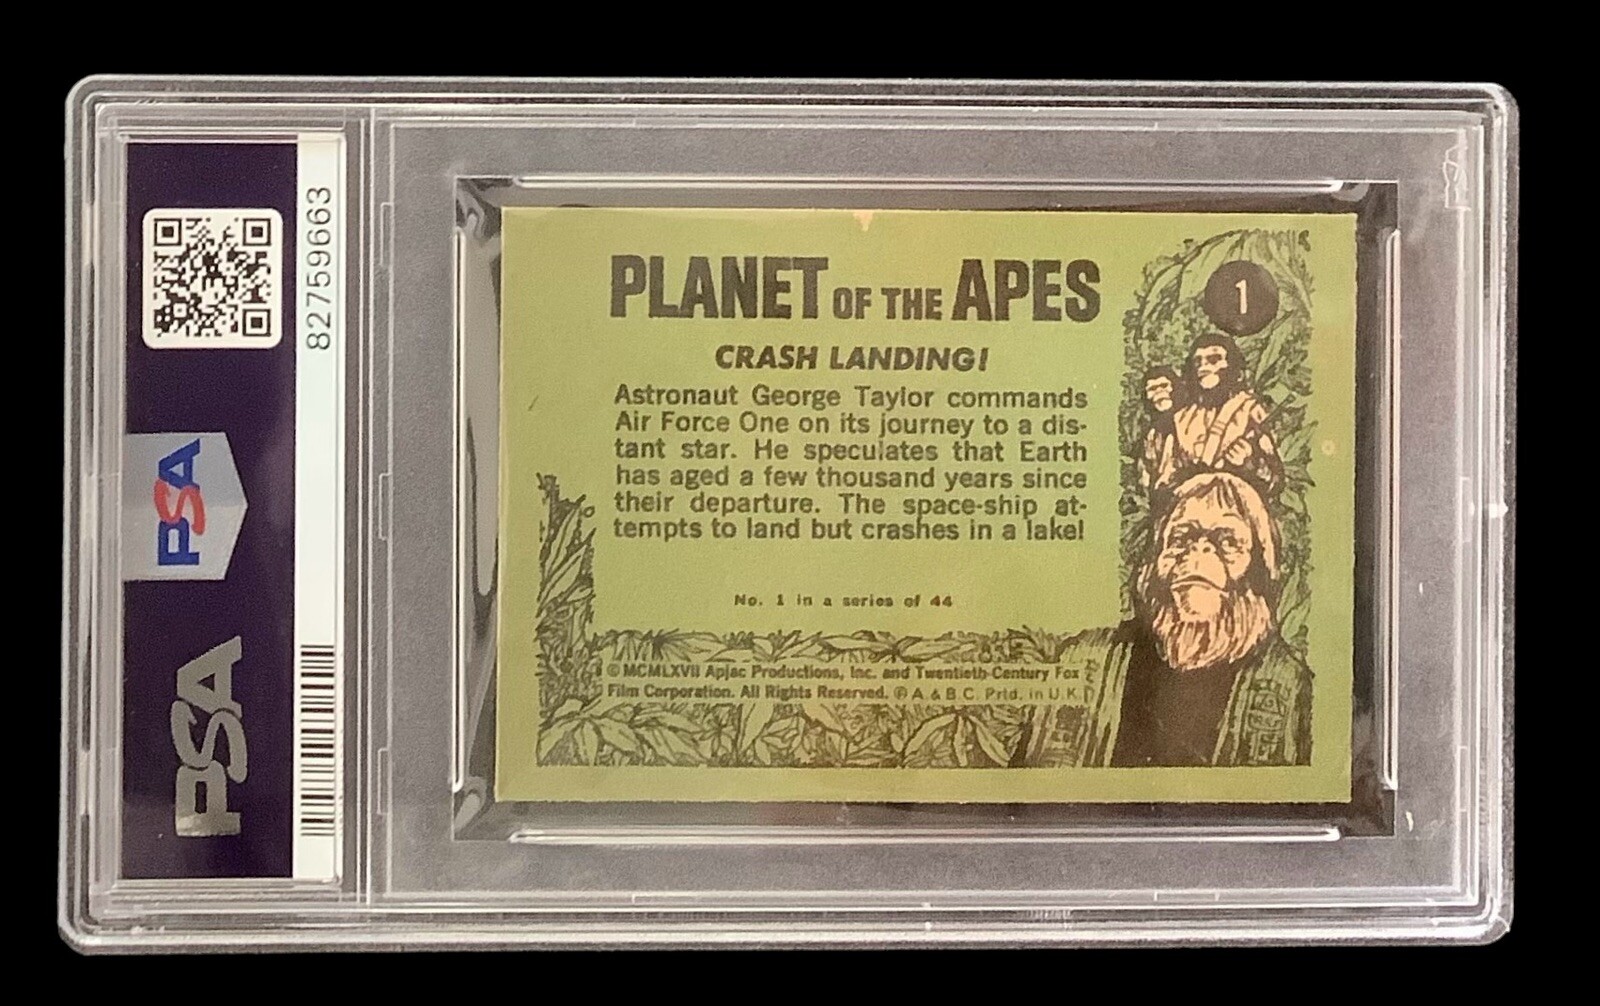 82759663
PSA
PSA
PLANET OF THE APES
1
CRASH LANDING!
Astronaut George Taylor commands
Air Force One on its journey to a dis-
tant star. He speculates that Earth
has aged a few thousand years since
their departure. The space-ship at-
tempts to land but crashes in a lake!
No. 1 in a series of 44
© MCMLXVII Apjac Productions, Inc. and Twentieth-Century Fox
Film Corporation. All Rights Reserved. ℗ A & B C Prtd. in U K